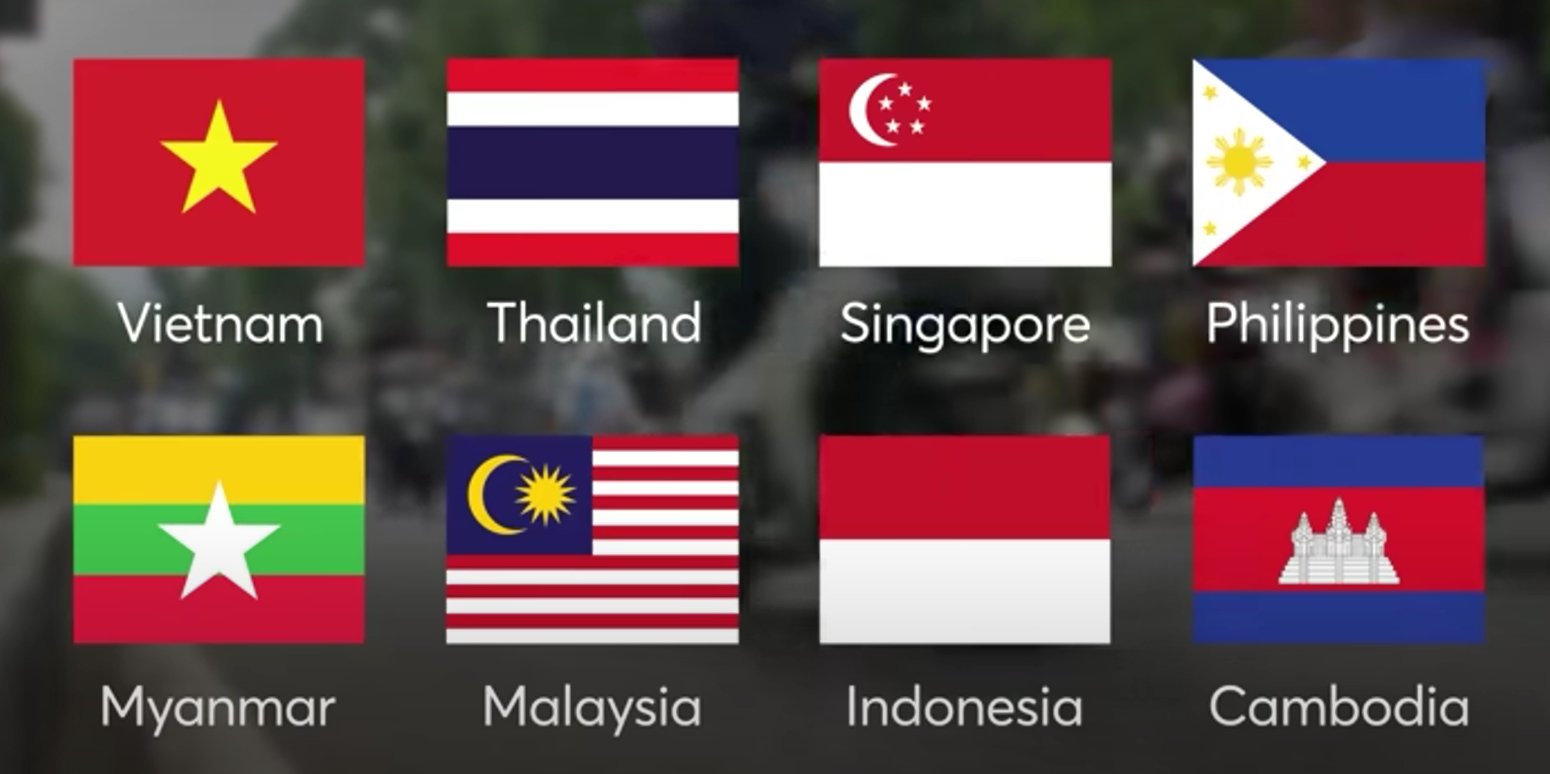 Vietnam
Thailand
Singapore
Philippines
Myanmar
Malaysia
Indonesia
Cambodia